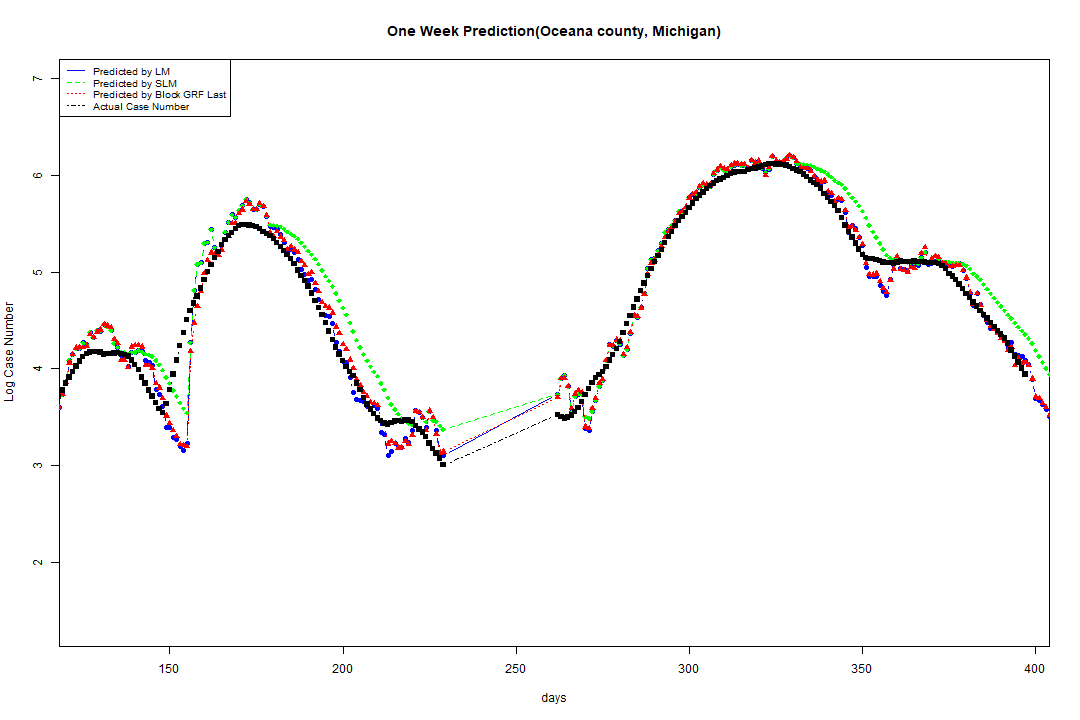 One Week Prediction(Oceana county, Michigan)
Predicted by LM
Predicted by SLM
Predicted by Block GRF Last
Actual Case Number
7
6
5
4
3
2
Log Case Number
150 200 250 300 350 400
days